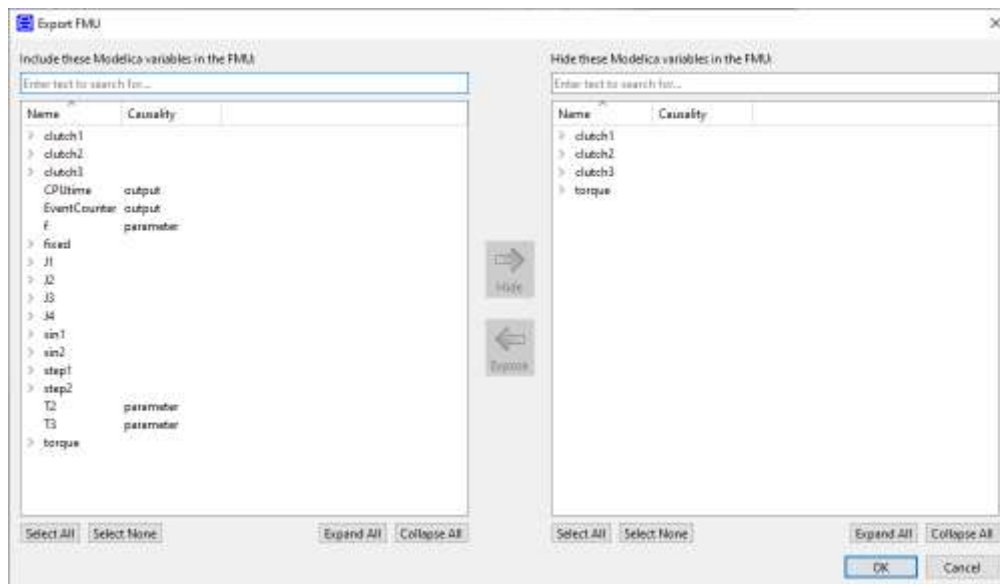 Export FMU
Include these Modelica variables in the FMU:
Enter text to search for...
Name Causality
clutch1
clutch2
clutch3
CPUtime output
EventCounter output
f parameter
fixed
J1
J2
J3
J4
sin1
sin2
step1
step2
T2 parameter
T3 parameter
torque
Select All Select None Expand All Collapse All
Hide
Expose
Hide these Modelica variables in the FMU:
Enter text to search for...
Name Causality
clutch1
clutch2
clutch3
torque
Select All Select None Expand All Collapse All
OK Cancel